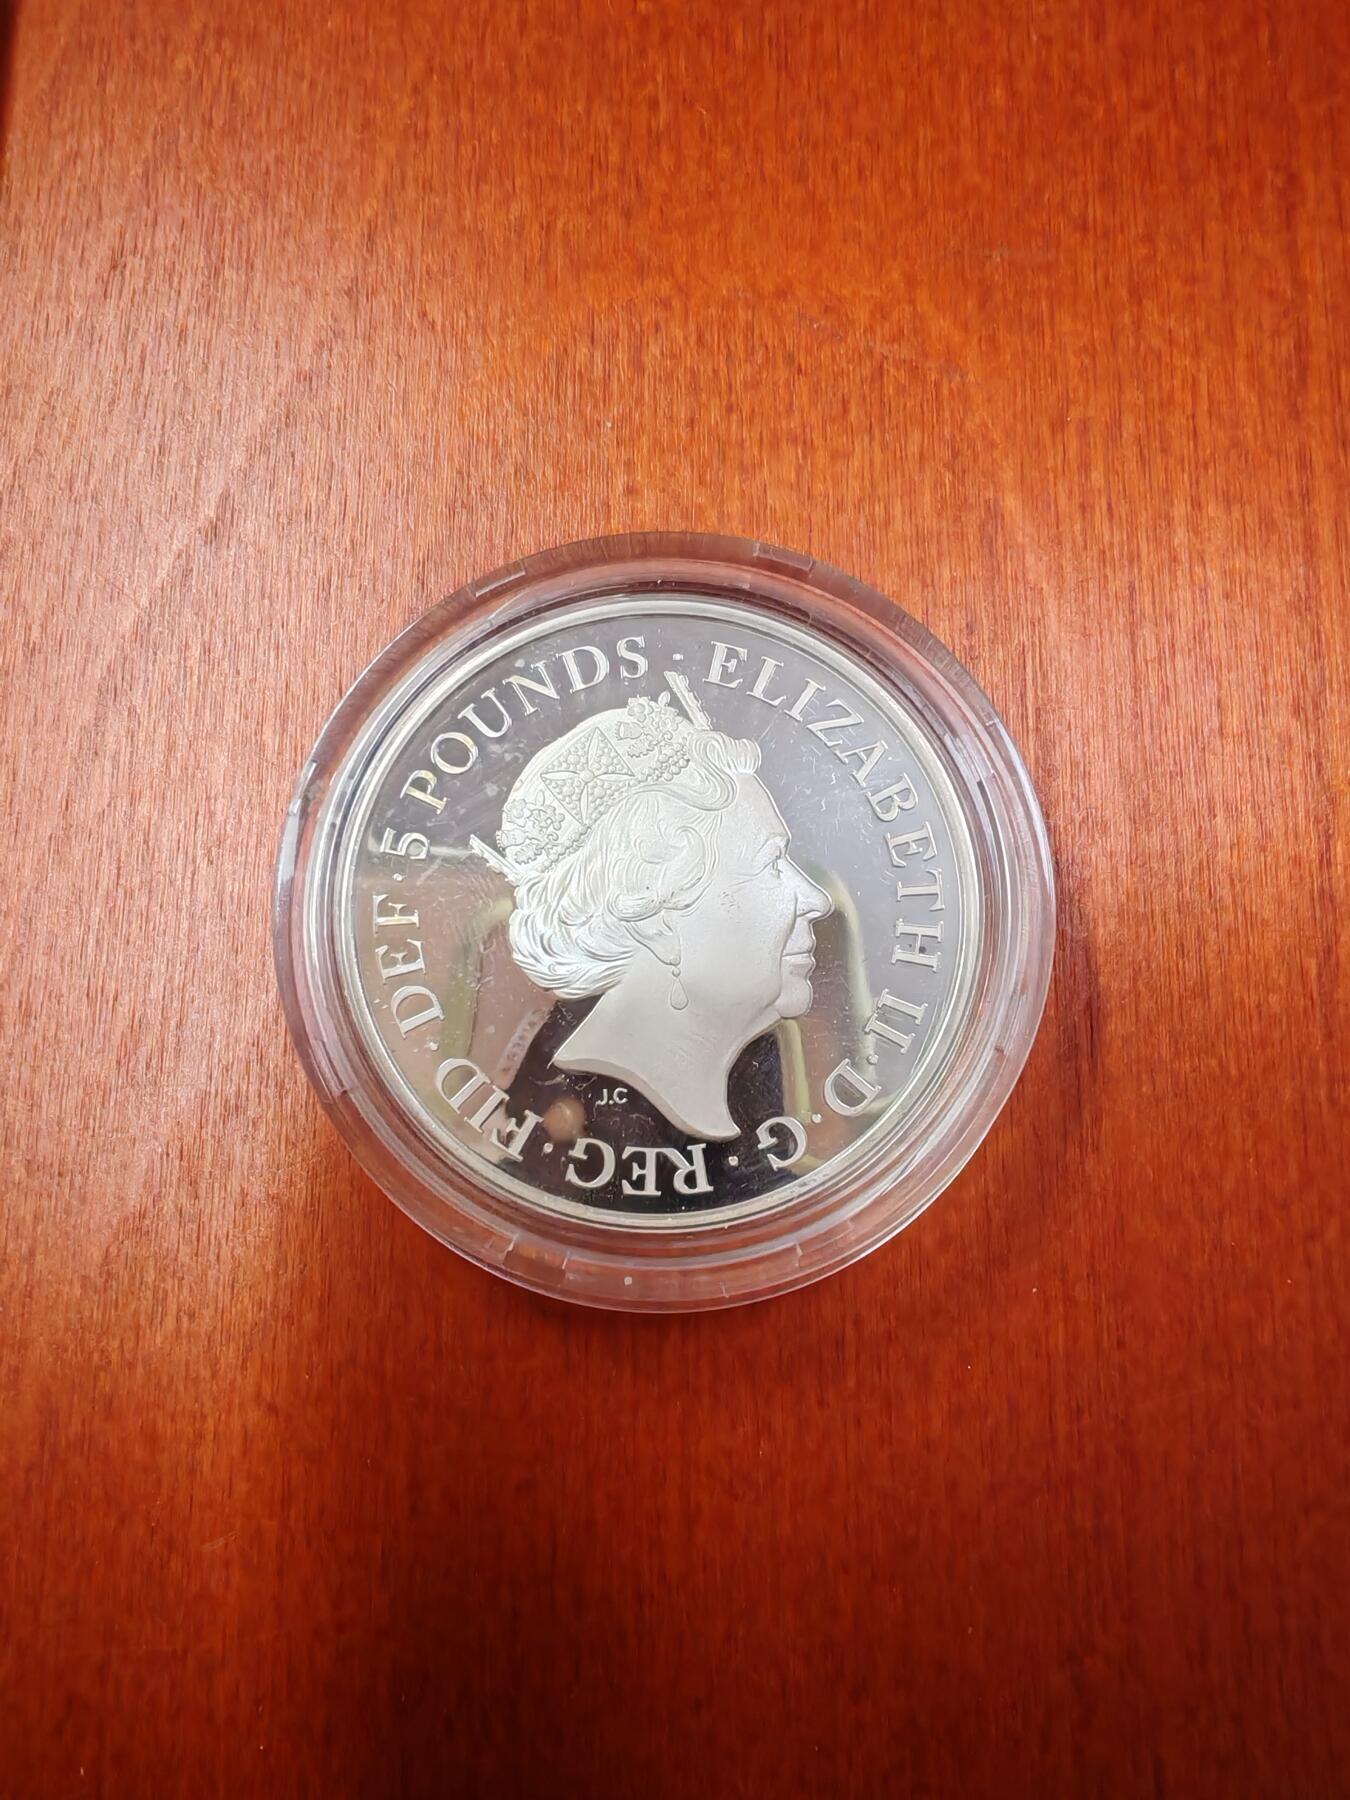 ELIZABETH II · D · G · REG · FID · DEF · 5 POUNDS ·
J.C